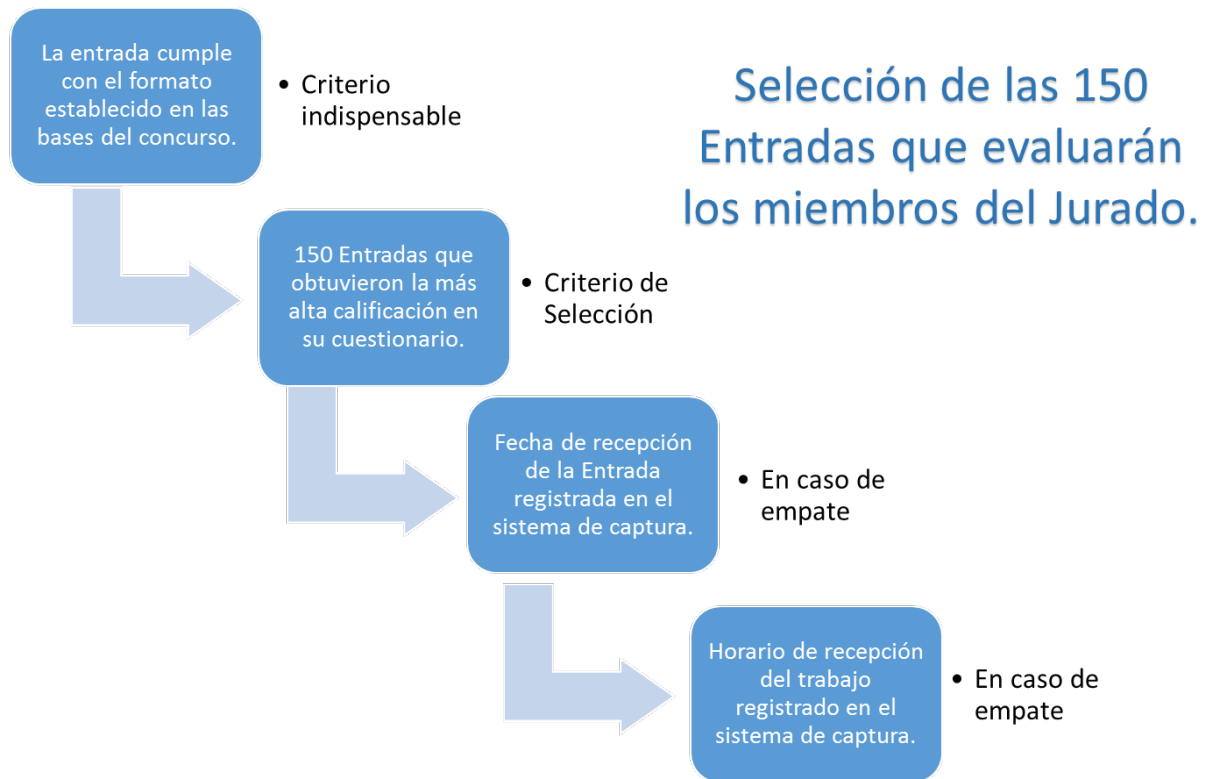 La entrada cumple
con el formato
establecido en las
bases del concurso.
• Criterio
indispensable
Selección de las 150
Entradas que evaluarán
los miembros del Jurado.
150 Entradas que
obtuvieron la más
alta calificación en
su cuestionario.
• Criterio de
Selección
Fecha de recepción
de la Entrada
registrada en el
sistema de captura.
• En caso de
empate
Horario de recepción
del trabajo
registrado en el
sistema de captura.
• En caso de
empate